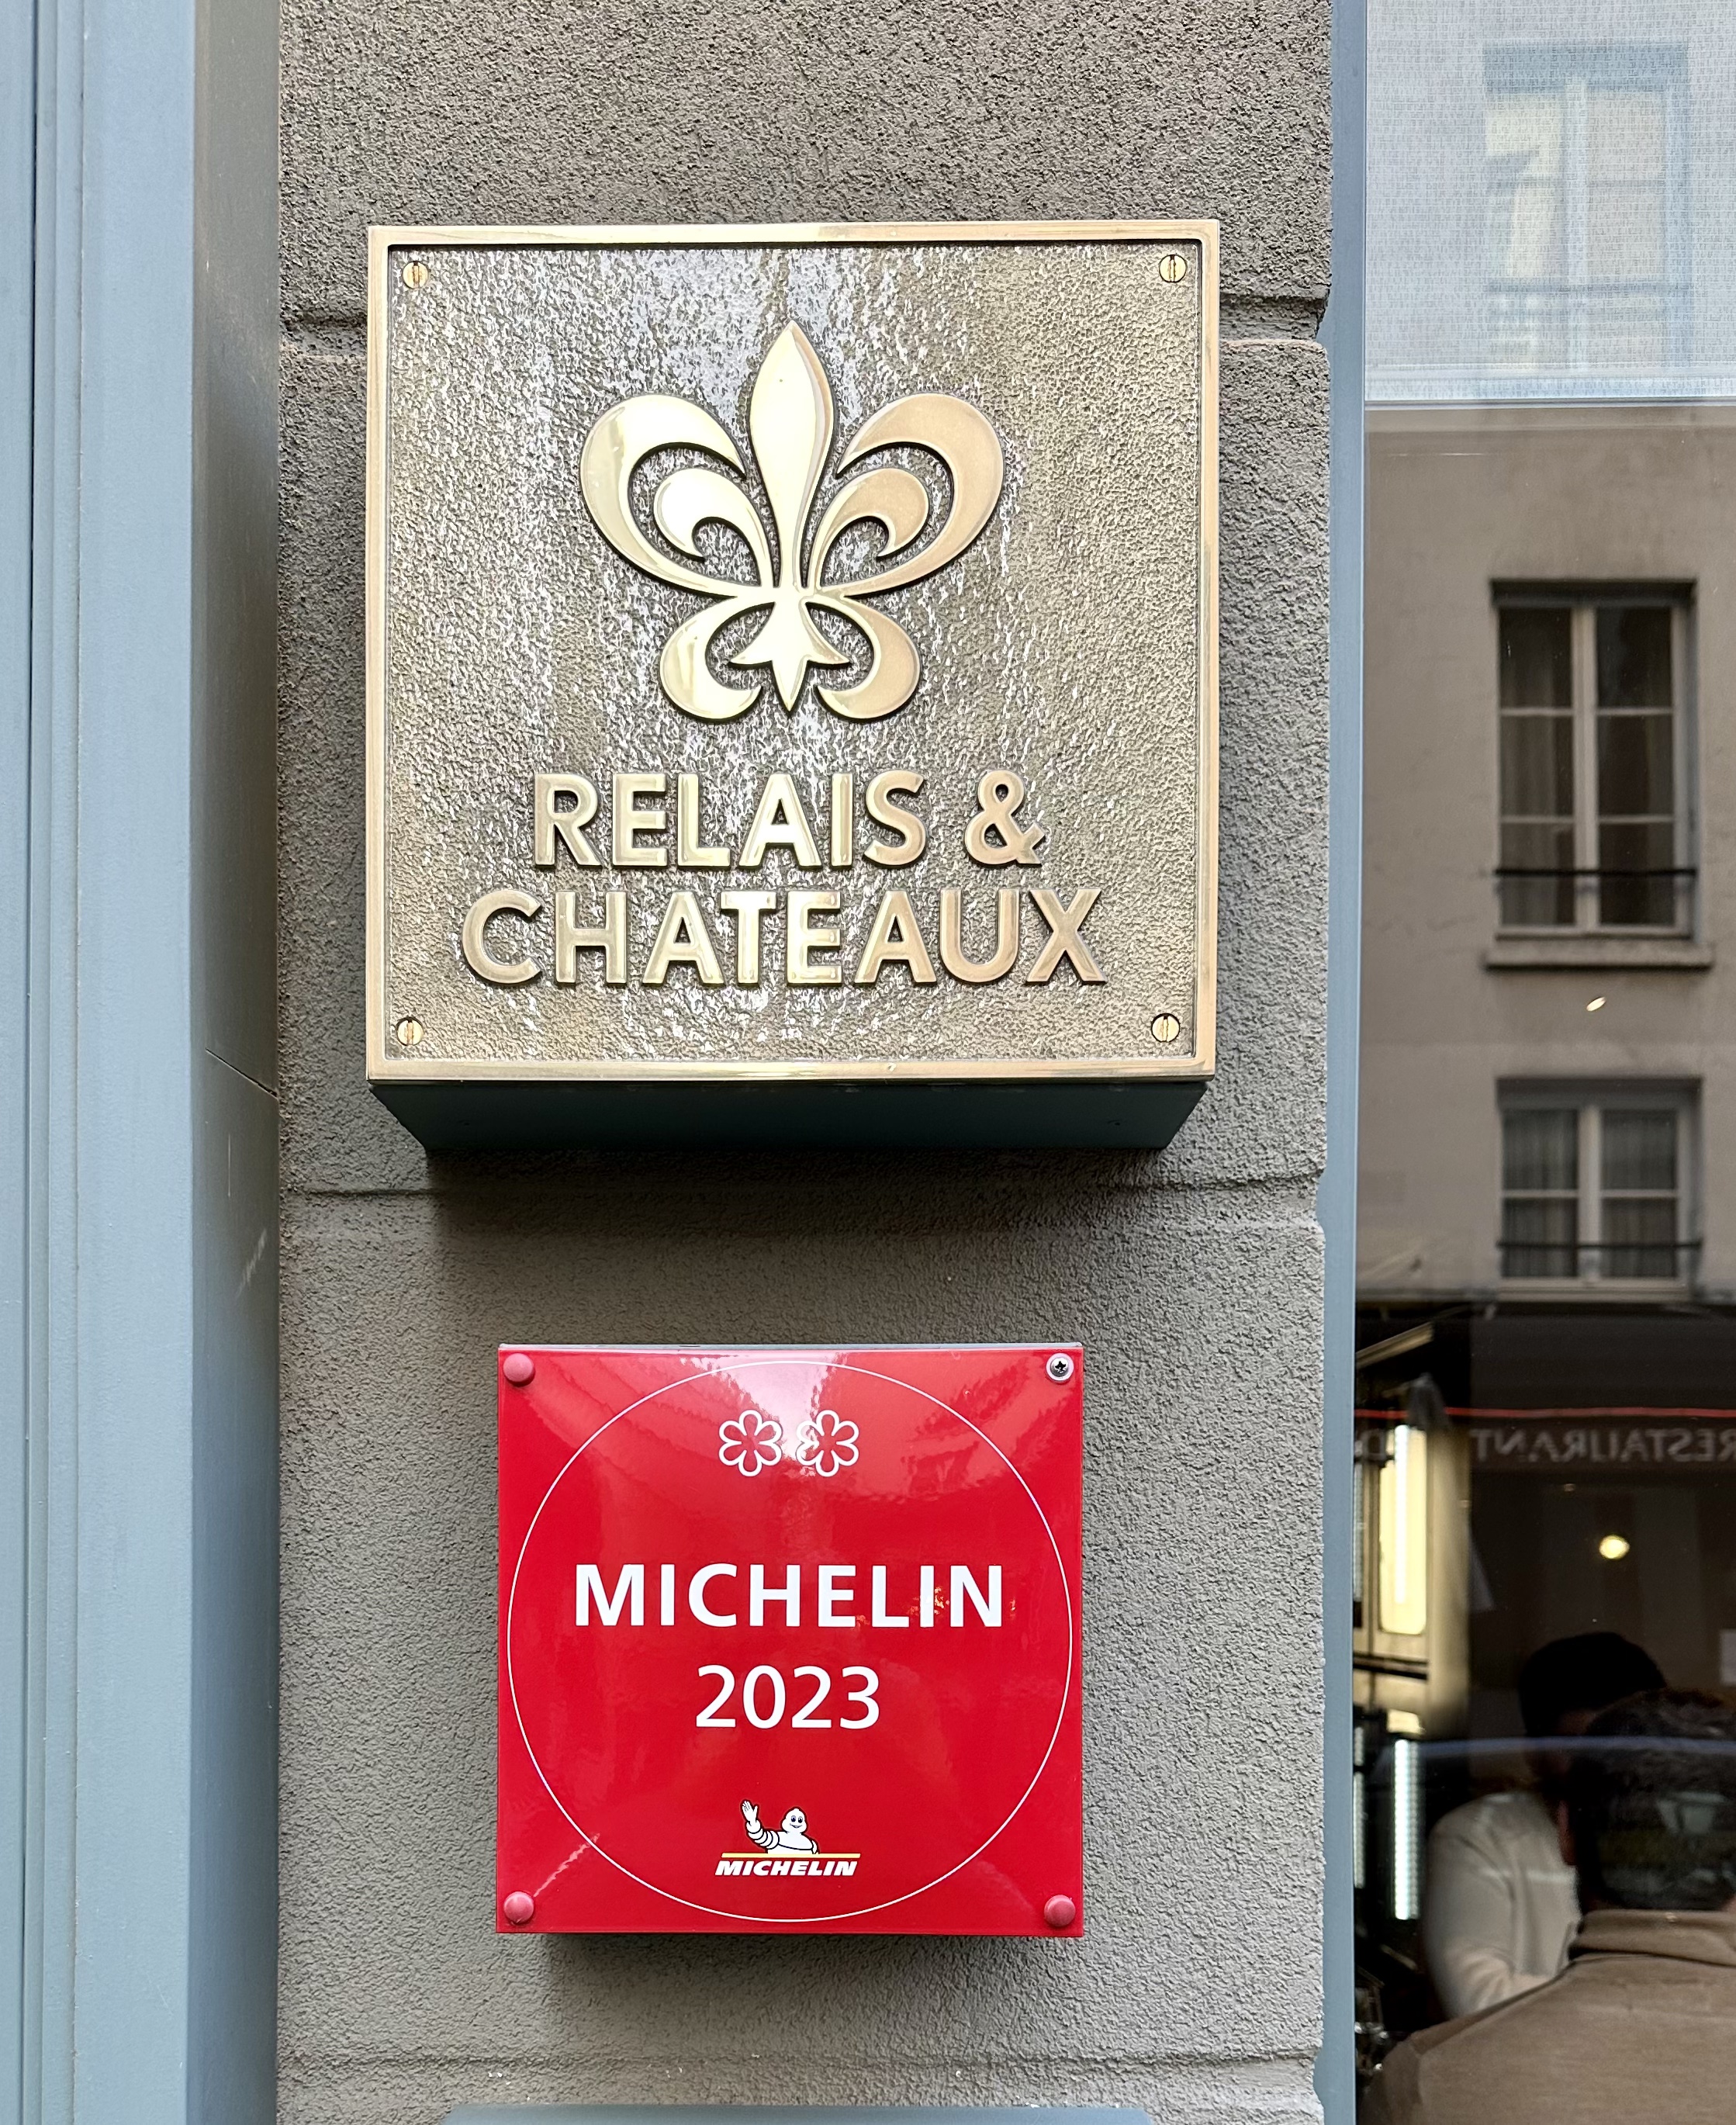 RELAIS &
CHATEAUX
MICHELIN
2023
MICHELIN
RESTAURANT